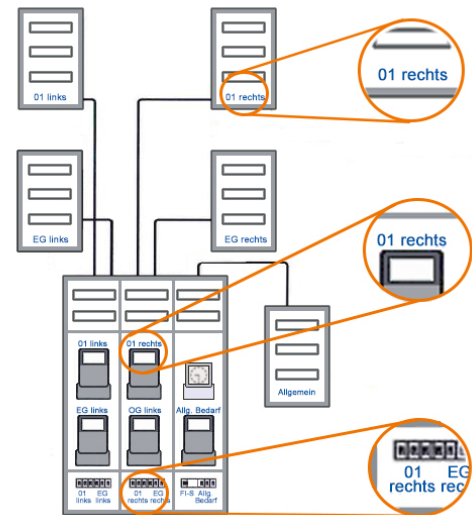 01 links
01 rechts
01 rechts
EG links
EG rechts
01 rechts
01 links
01 rechts
Allgemein
EG links
OG links
Allg. Bedarf
01 EG
links links
01 EG
rechts rechts
FI-S Allg.
Bedarf
01 EG
rechts rec